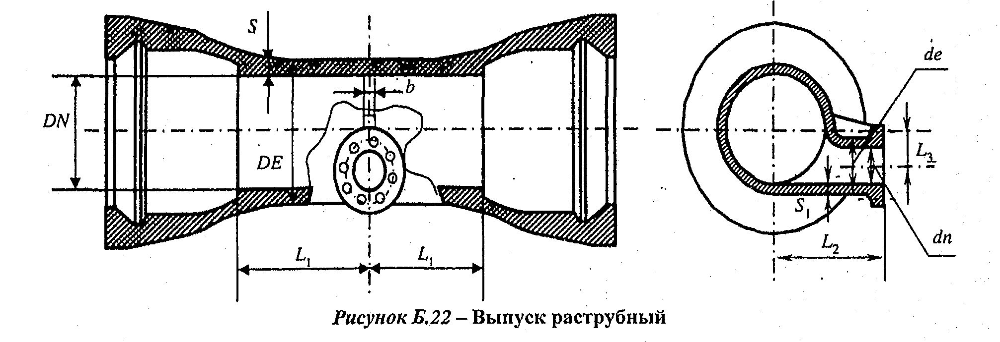 S
de
b
DN
DE
L3
S1
L2
dn
L1
L1
Рисунок Б.22 – Выпуск раструбный